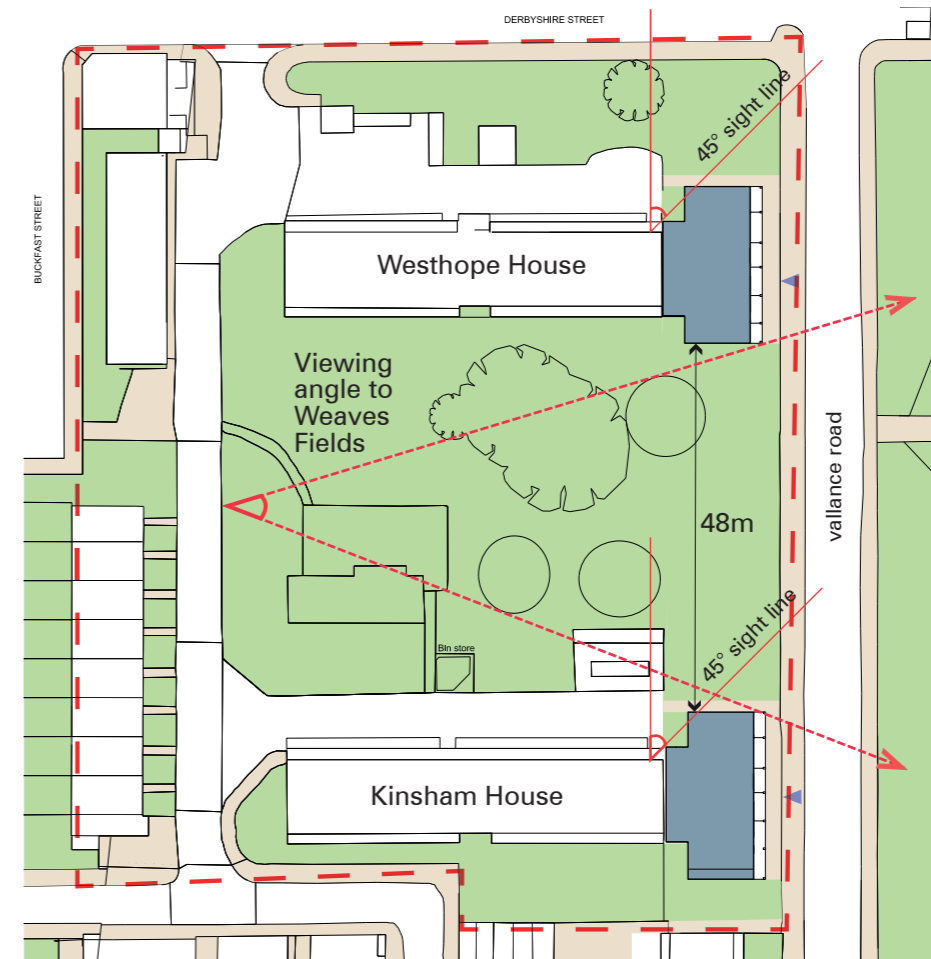 DERBYSHIRE STREET
45° sight line
BUCKFAST STREET
Westhope House
Viewing
angle to
Weaves
Fields
vallance road
48m
45° sight line
Bin store
Kinsham House